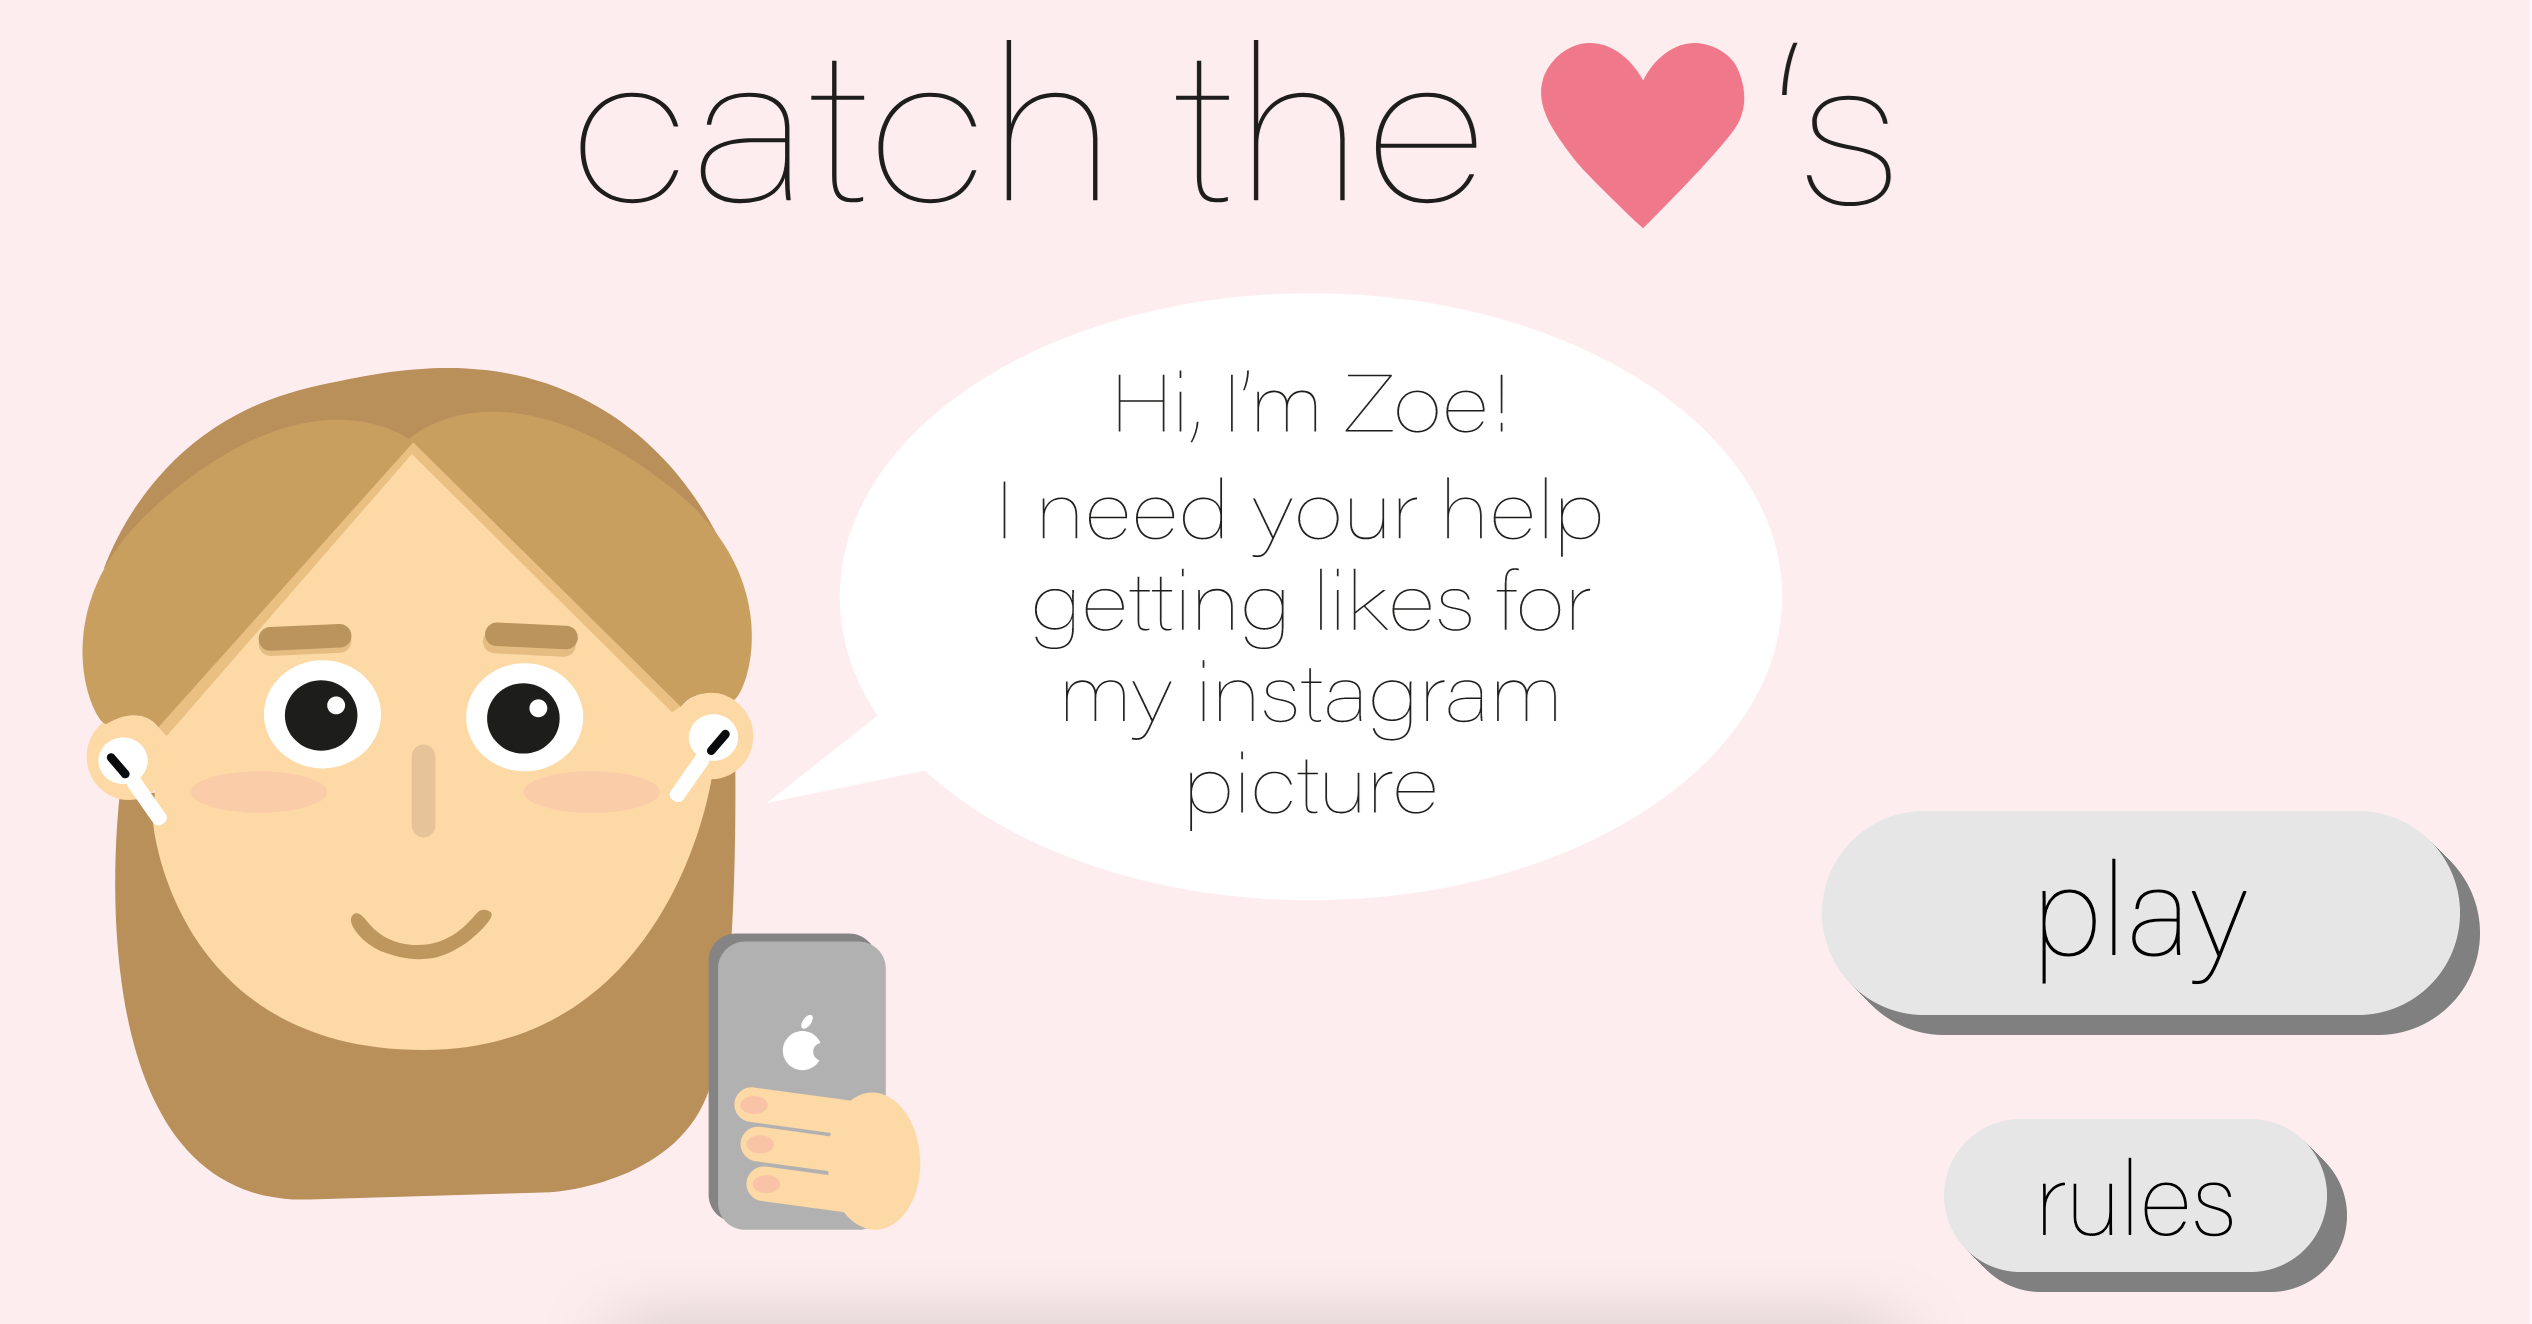 catch the ♥‘s
Hi, I’m Zoe!
I need your help
getting likes for
my instagram
picture
play
rules